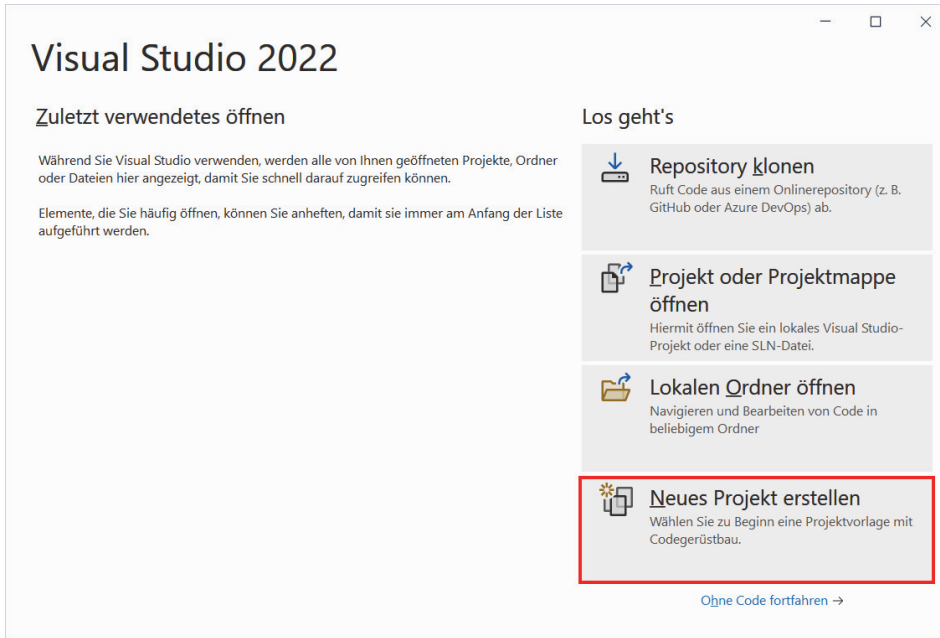 Visual Studio 2022
Zuletzt verwendetes öffnen
Während Sie Visual Studio verwenden, werden alle von Ihnen geöffneten Projekte, Ordner
oder Dateien hier angezeigt, damit Sie schnell darauf zugreifen können.
Elemente, die Sie häufig öffnen, können Sie anheften, damit sie immer am Anfang der Liste
aufgeführt werden.
Los geht's
Repository klonen
Ruft Code aus einem Onlinerepository (z. B.
GitHub oder Azure DevOps) ab.
Projekt oder Projektmappe
öffnen
Hiermit öffnen Sie ein lokales Visual Studio-
Projekt oder eine SLN-Datei.
Lokalen Ordner öffnen
Navigieren und Bearbeiten von Code in
beliebigem Ordner
Neues Projekt erstellen
Wählen Sie zu Beginn eine Projektvorlage mit
Codegerüstbau.
Ohne Code fortfahren →